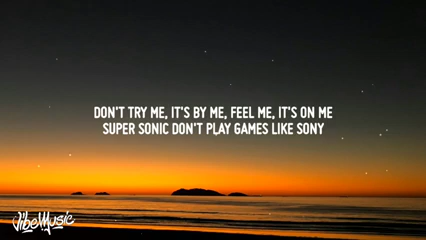 DON'T TRY ME, IT'S BY ME, FEEL ME, IT'S ON ME
SUPER SONIC DON'T PLAY GAMES LIKE SONY
VibeMusic